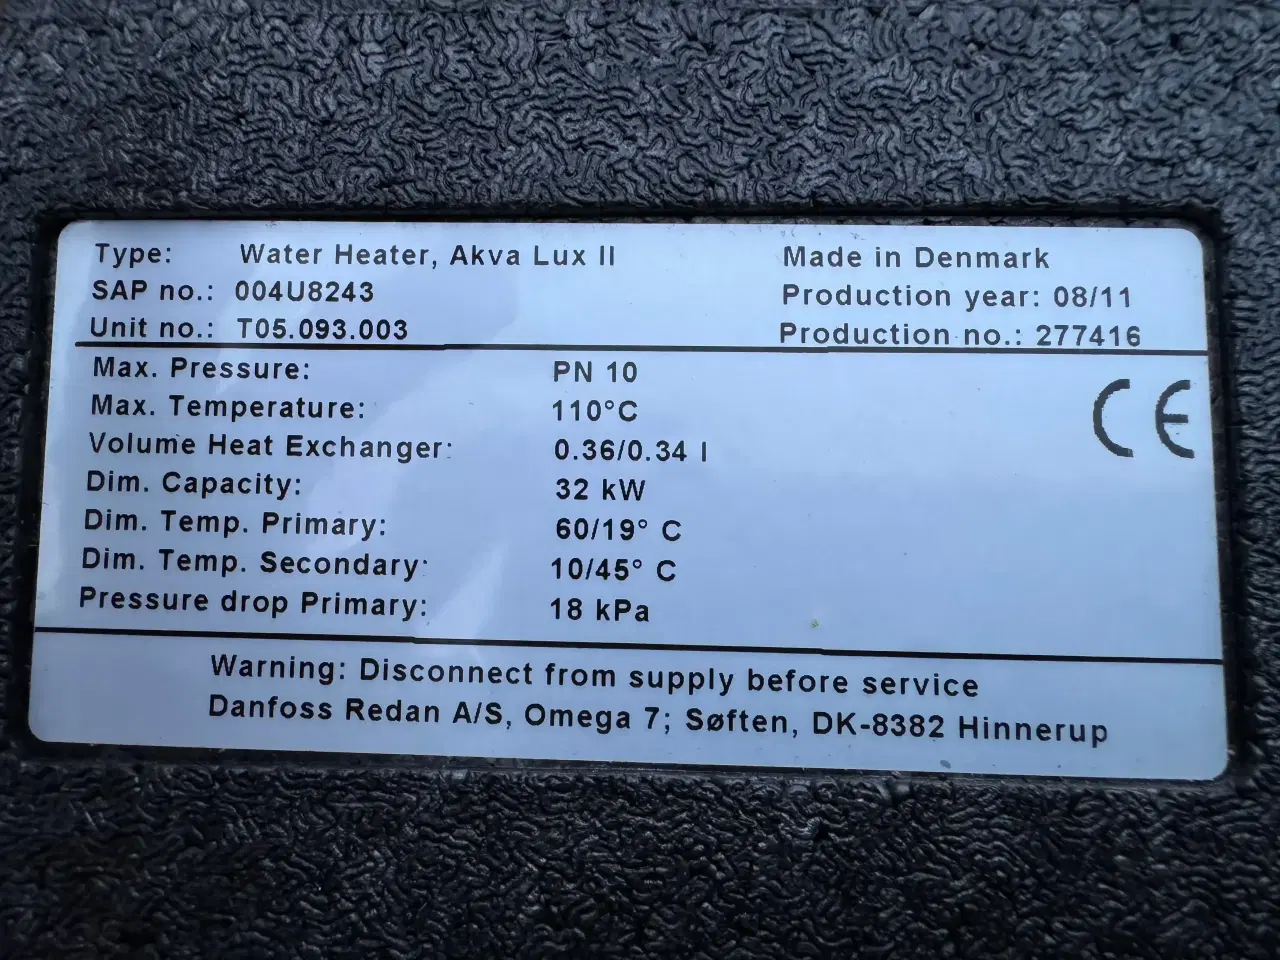 Type: Water Heater, Akva Lux II
SAP no.: 004U8243
Unit no.: T05.093.003
Made in Denmark
Production year: 08/11
Production no.: 277416
Max. Pressure: PN 10
Max. Temperature: 110°C
Volume Heat Exchanger: 0.36/0.34 l
Dim. Capacity: 32 kW
Dim. Temp. Primary: 60/19° C
Dim. Temp. Secondary: 10/45° C
Pressure drop Primary: 18 kPa
CE
Warning: Disconnect from supply before service
Danfoss Redan A/S, Omega 7; Søften, DK-8382 Hinnerup